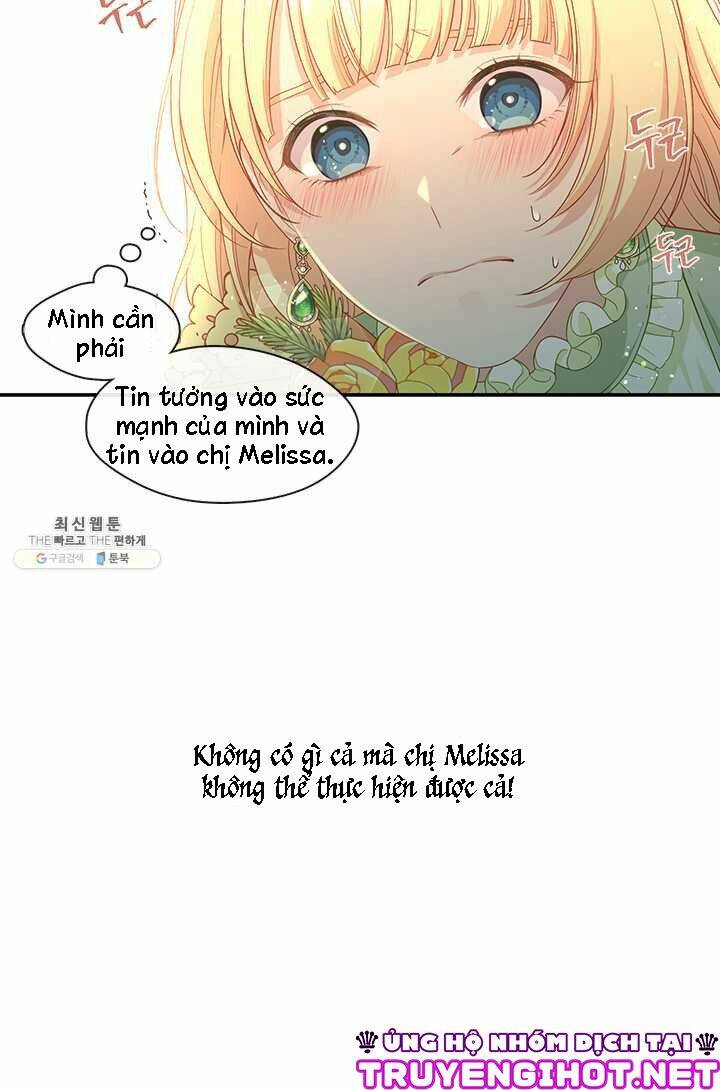 두근
두근
두근
Mình cần
phải
Tin tưởng vào sức
mạnh của mình và
tin vào chị Melissa.
최신웹툰
THE 빠르고 THE 편하게
G 구글검색 툰북
Không có gì cả mà chị Melissa
không thể thực hiện được cả!
ỦNG HỘ NHÓM DỊCH TẠI
TRUYENGIHOT.NET